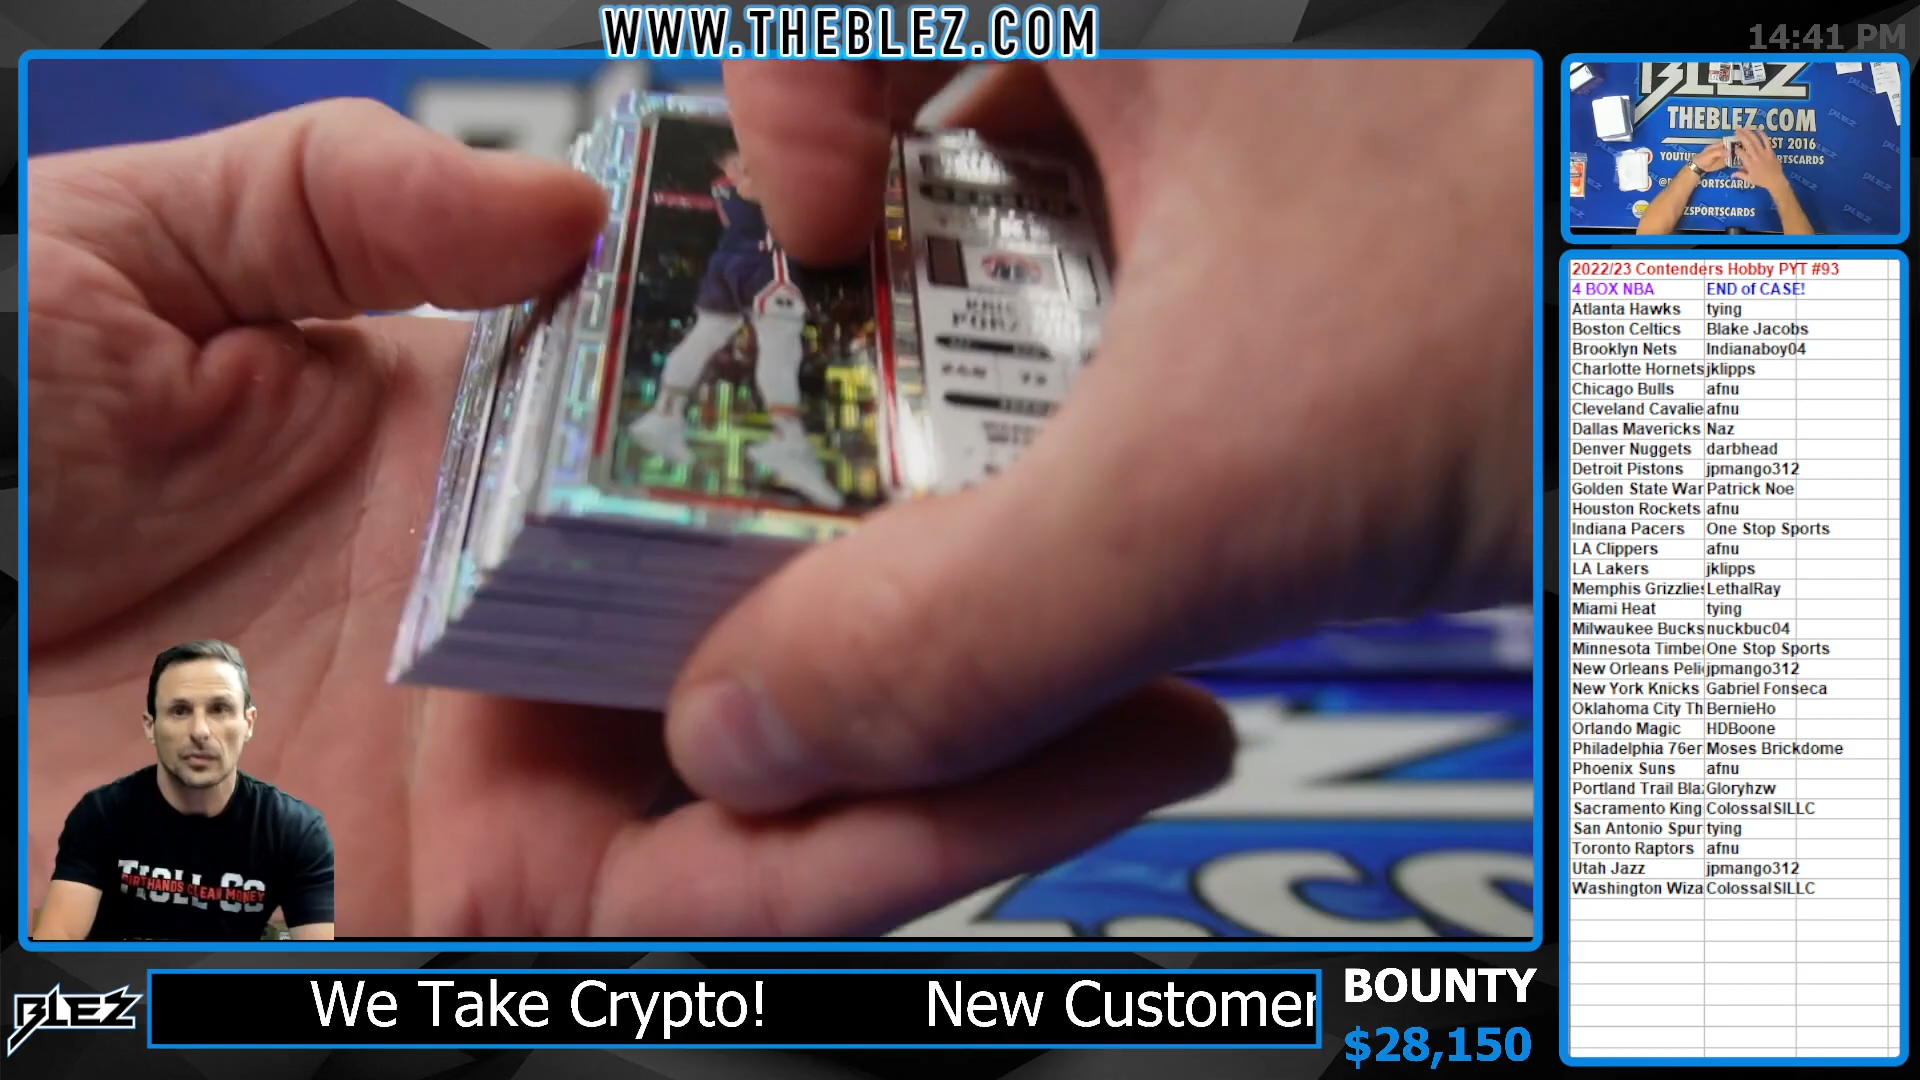 WWW.THEBLEZ.COM
14:41 PM
BLEZ
THEBLEZ.COM
EST 2016
2022/23 Contenders Hobby PYT #93
4 BOX NBA END of CASE!
Atlanta Hawks tying
Boston Celtics Blake Jacobs
Brooklyn Nets Indianaboy04
Charlotte Hornets jklipps
Chicago Bulls afnu
Cleveland Cavalie afnu
Dallas Mavericks Naz
Denver Nuggets darbhead
Detroit Pistons jpmango312
Golden State War Patrick Noe
Houston Rockets afnu
Indiana Pacers One Stop Sports
LA Clippers afnu
LA Lakers jklipps
Memphis Grizzlies LethalRay
Miami Heat tying
Milwaukee Bucks nuckbuc04
Minnesota Timbe One Stop Sports
New Orleans Peli jpmango312
New York Knicks Gabriel Fonseca
Oklahoma City Th BernieHo
Orlando Magic HDBoone
Philadelphia 76er Moses Brickdome
Phoenix Suns afnu
Portland Trail Bla Gloryhzw
Sacramento King ColossalSILLC
San Antonio Spur tying
Toronto Raptors afnu
Utah Jazz jpmango312
Washington Wiza ColossalSILLC
DIRTHANDS CLEAN MONEY
BLEZ
We Take Crypto! New Customer
BOUNTY
$28,150